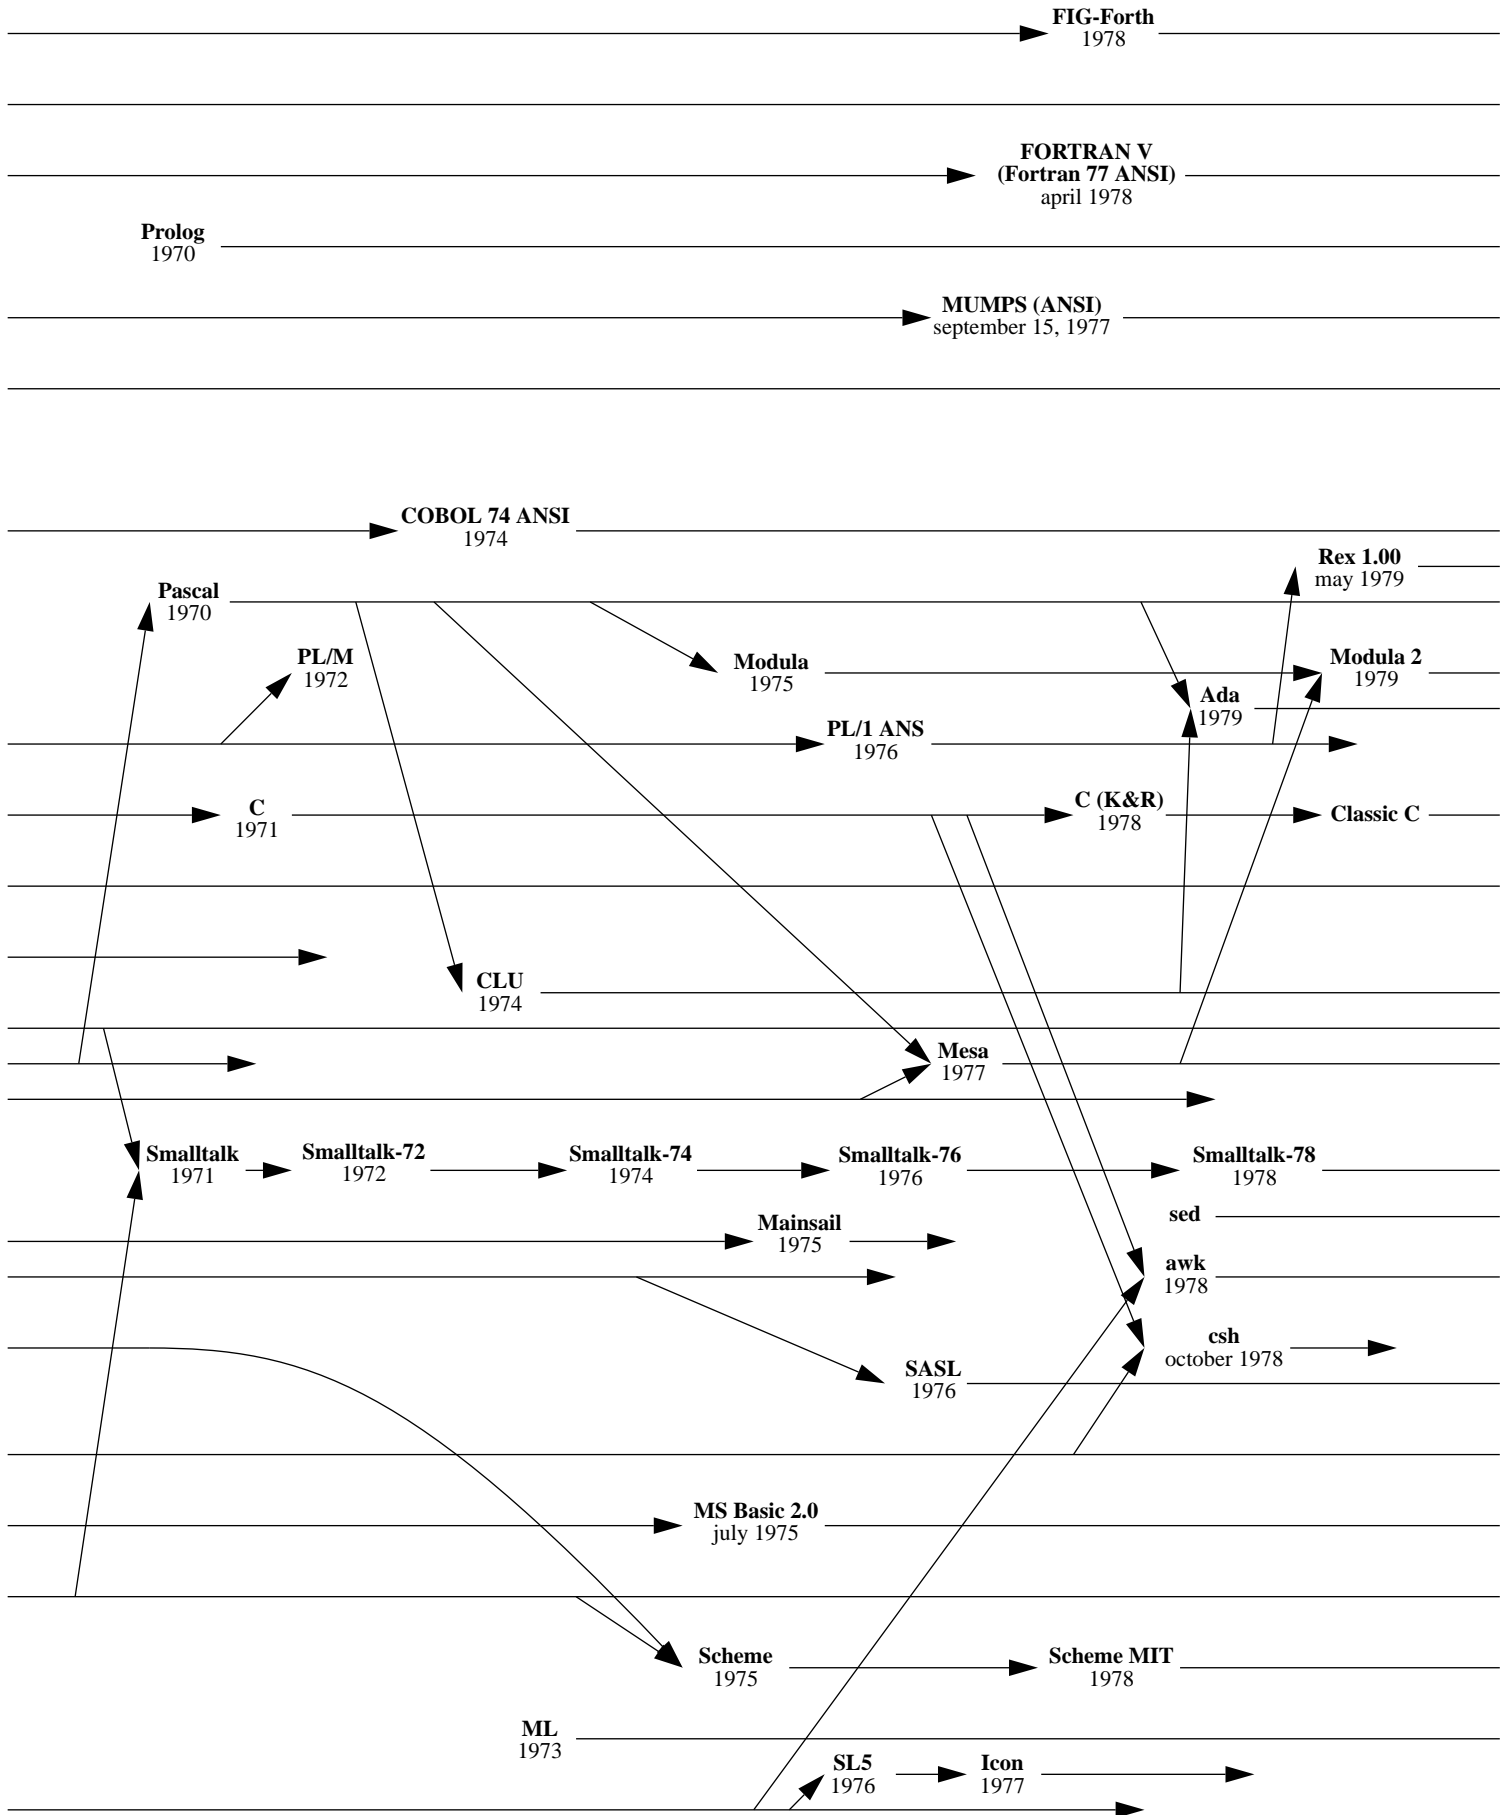 FIG-Forth
1978
FORTRAN V
(Fortran 77 ANSI)
april 1978
Prolog
1970
MUMPS (ANSI)
september 15, 1977
COBOL 74 ANSI
1974
Rex 1.00
may 1979
Pascal
1970
PL/M
1972
Modula
1975
Modula 2
1979
Ada
1979
PL/1 ANS
1976
C
1971
C (K&R)
1978
Classic C
CLU
1974
Mesa
1977
Smalltalk
1971
Smalltalk-72
1972
Smalltalk-74
1974
Smalltalk-76
1976
Smalltalk-78
1978
sed
Mainsail
1975
awk
1978
csh
october 1978
SASL
1976
MS Basic 2.0
july 1975
Scheme
1975
Scheme MIT
1978
ML
1973
SL5
1976
Icon
1977